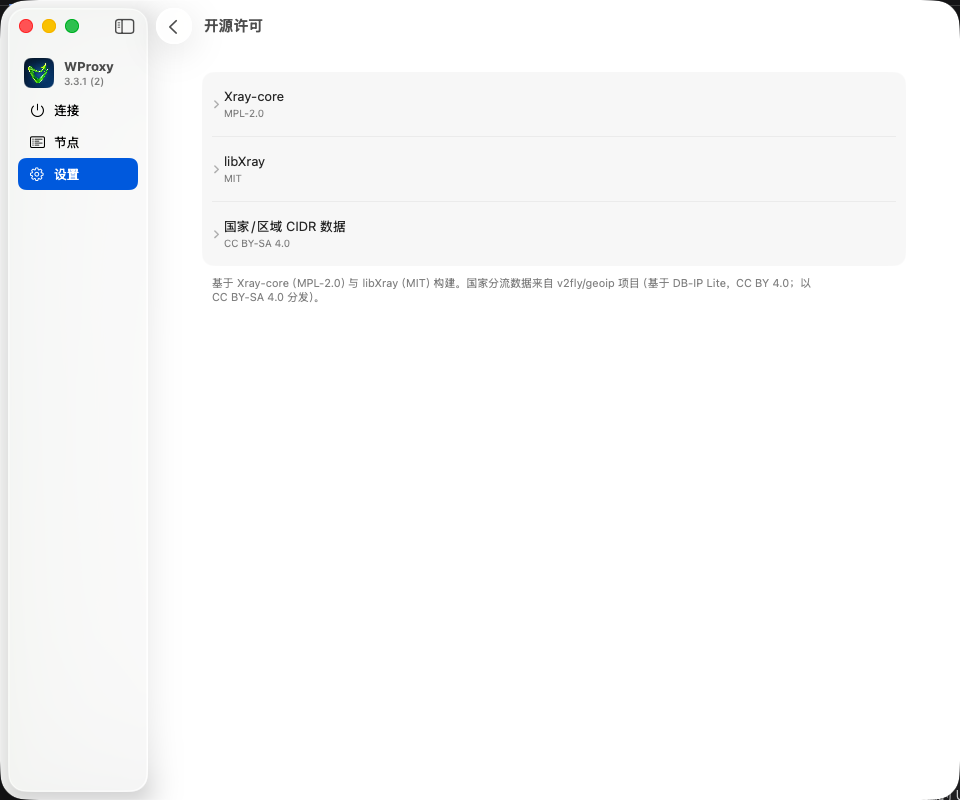 开源许可
WProxy
3.3.1 (2)
连接
节点
设置
Xray-core
MPL-2.0
libXray
MIT
国家/区域 CIDR 数据
CC BY-SA 4.0
基于 Xray-core (MPL-2.0) 与 libXray (MIT) 构建。国家分流数据来自 v2fly/geoip 项目 (基于 DB-IP Lite，CC BY 4.0；以
CC BY-SA 4.0 分发)。